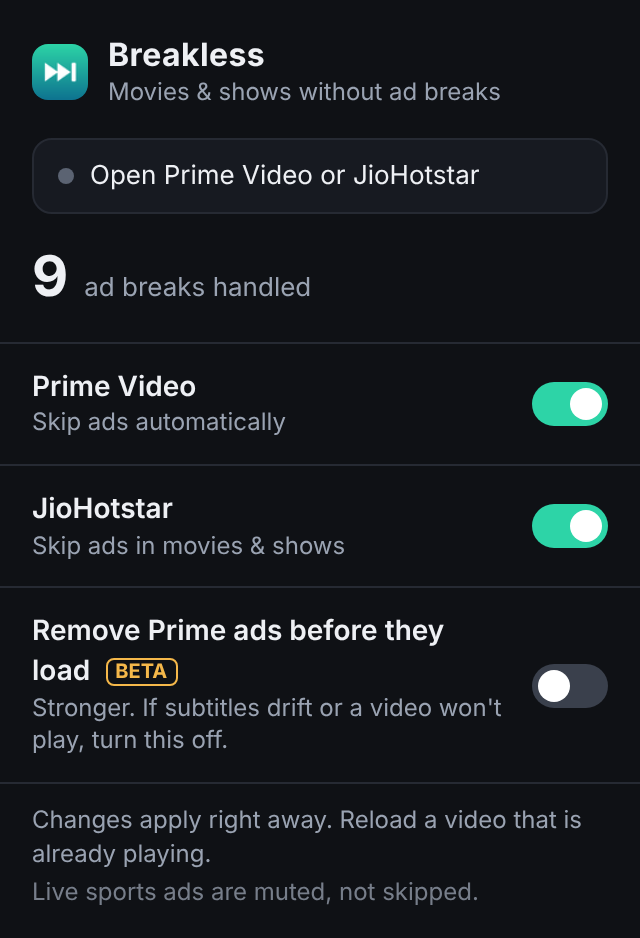 Breakless
Movies & shows without ad breaks
Open Prime Video or JioHotstar
9 ad breaks handled
Prime Video
Skip ads automatically
JioHotstar
Skip ads in movies & shows
Remove Prime ads before they
load BETA
Stronger. If subtitles drift or a video won't
play, turn this off.
Changes apply right away. Reload a video that is
already playing.
Live sports ads are muted, not skipped.